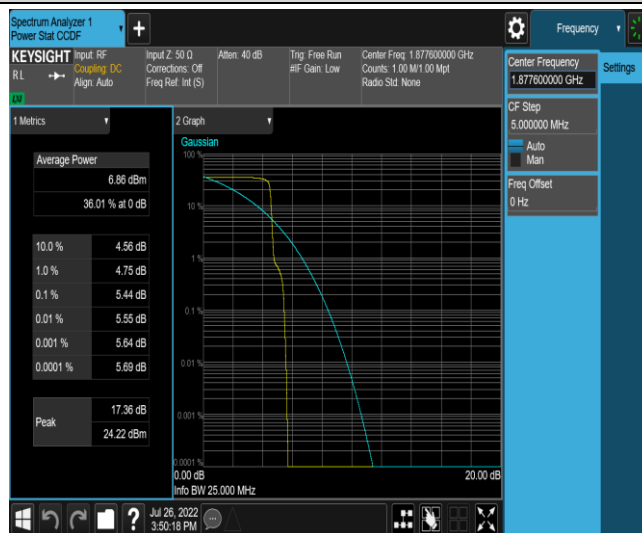 Spectrum Analyzer 1
Power Stat CCDF
Frequency
KEYSIGHT
RL
LXI
Input: RF
Coupling: DC
Align: Auto
Input Z: 50 Ω
Corrections: Off
Freq Ref: Int (S)
Atten: 40 dB
Trig: Free Run
#IF Gain: Low
Center Freq: 1.877600000 GHz
Counts: 1.00 M/1.00 Mpt
Radio Std: None
Center Frequency
1.877600000 GHz
Settings
CF Step
5.000000 MHz
Auto
Man
Freq Offset
0 Hz
1 Metrics
Average Power
6.86 dBm
36.01 % at 0 dB
10.0 % 4.56 dB
1.0 % 4.75 dB
0.1 % 5.44 dB
0.01 % 5.55 dB
0.001 % 5.64 dB
0.0001 % 5.69 dB
Peak
17.36 dB
24.22 dBm
2 Graph
Gaussian
100 %
10 %
1 %
0.1 %
0.01 %
0.001 %
0.0001 %
0.00 dB 20.00 dB
Info BW 25.000 MHz
?
Jul 26, 2022
3:50:18 PM